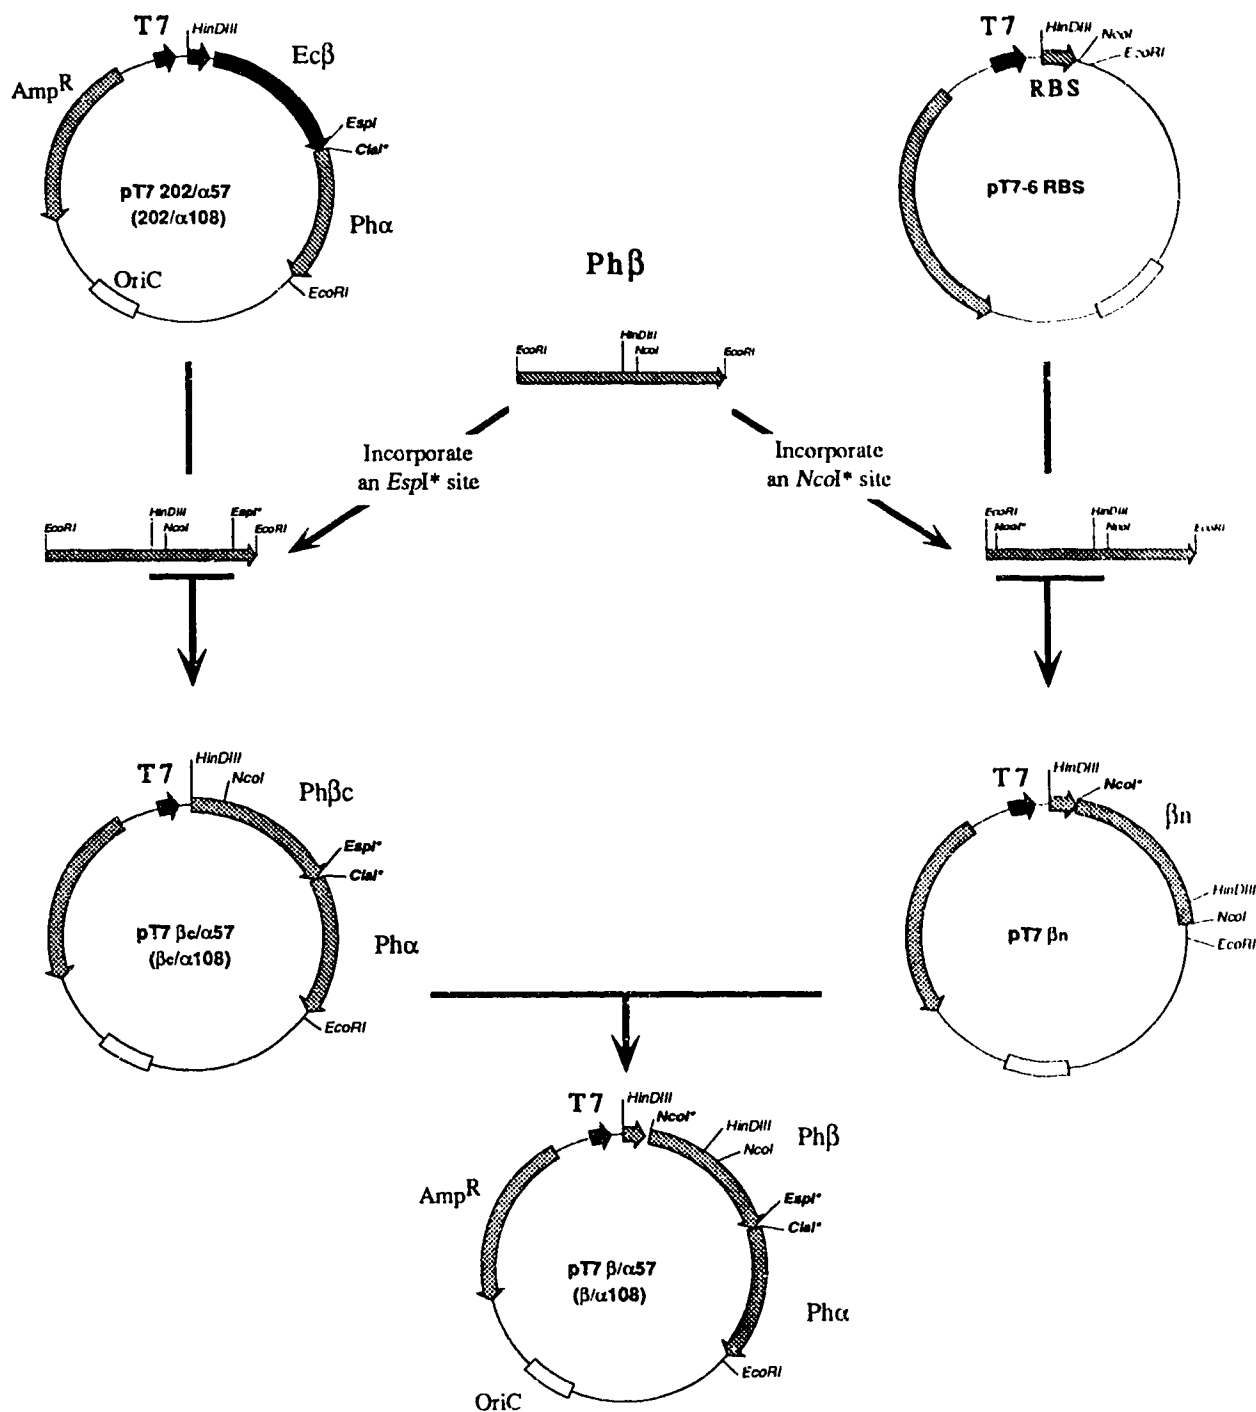 T7
HinDIII
Ecβ
AmpR
EspI
ClaI*
pT7 202/α57
(202/α108)
Phα
OriC
EcoRI
T7
HinDIII
NcoI
EcoRI
RBS
pT7-6 RBS
Phβ
EcoRI
HinDIII
NcoI
EcoRI
Incorporate
an EspI* site
Incorporate
an NcoI* site
EcoRI
HinDIII
NcoI
EspI*
EcoRI
EcoRI
NcoI*
HinDIII
NcoI
EcoRI
T7
HinDIII
NcoI
Phβc
EspI*
ClaI*
pT7 βc/α57
(βc/α108)
Phα
EcoRI
T7
HinDIII
NcoI*
βn
HinDIII
NcoI
EcoRI
pT7 βn
T7
HinDIII
NcoI*
HinDIII
NcoI
Phβ
AmpR
EspI*
ClaI*
pT7 β/α57
(β/α108)
Phα
EcoRI
OriC